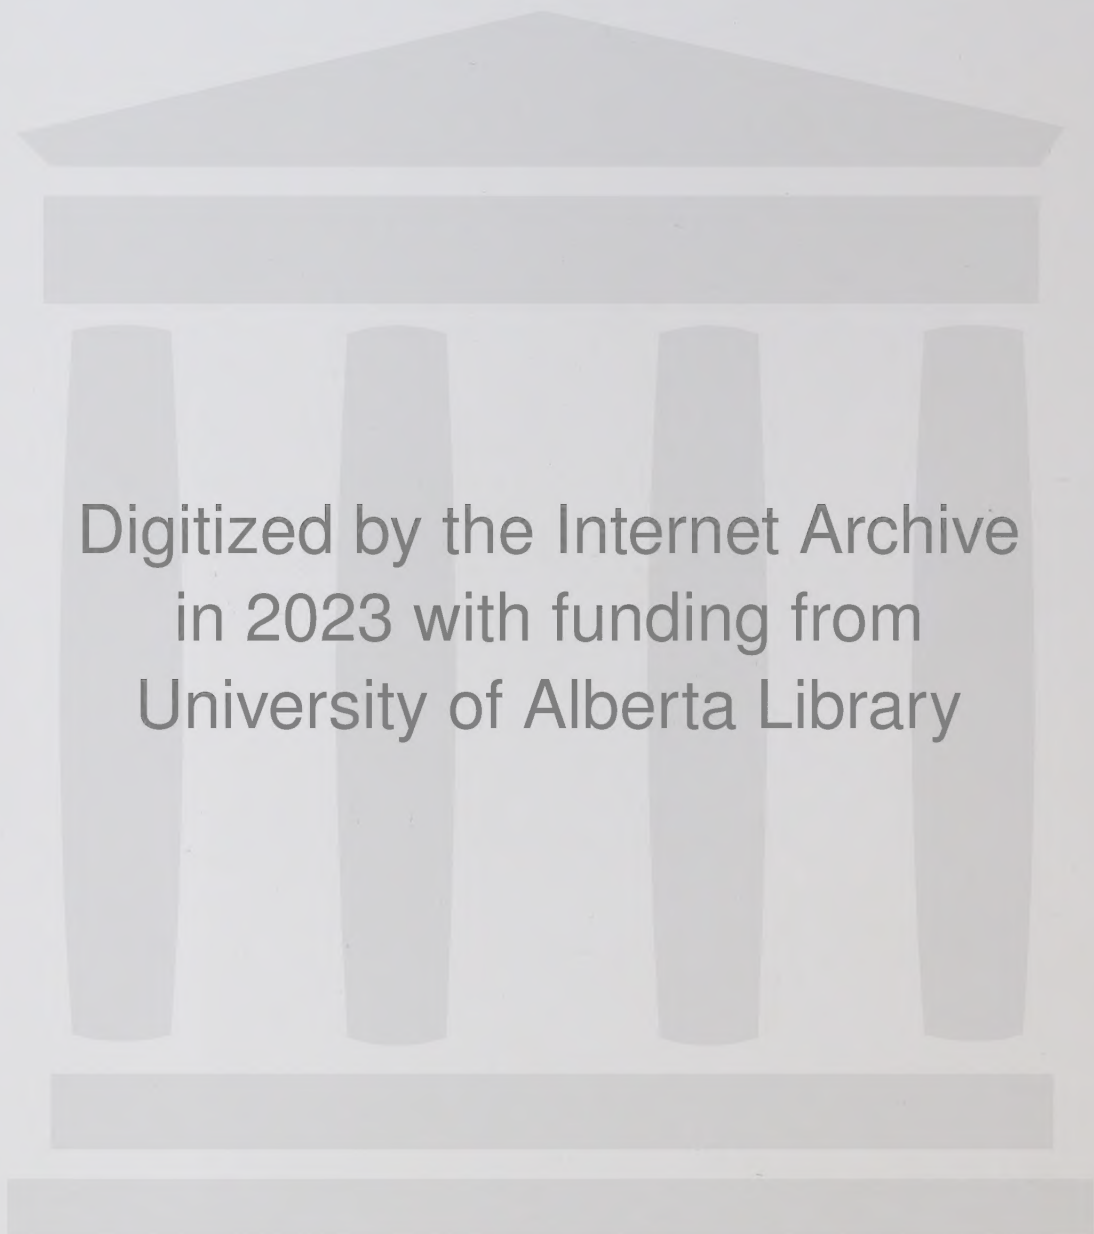 Digitized by the Internet Archive
in 2023 with funding from
University of Alberta Library